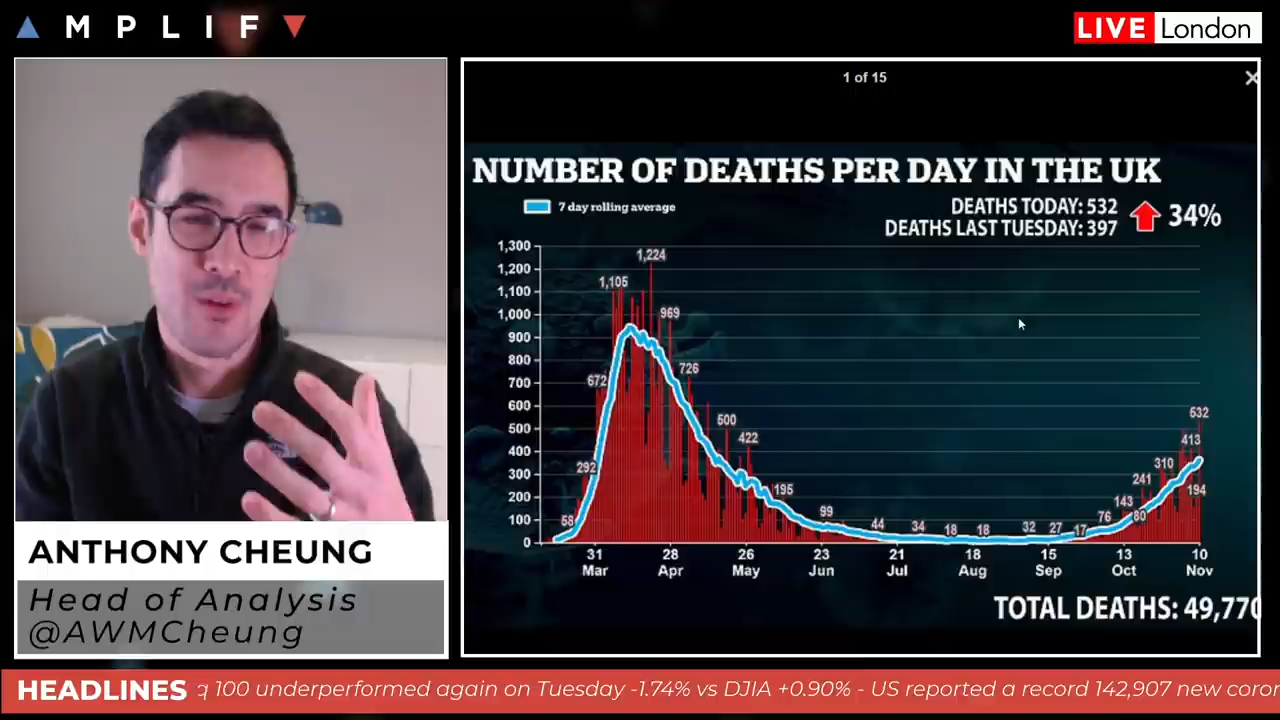 AMPLIFY
LIVE London
1 of 15
NUMBER OF DEATHS PER DAY IN THE UK
7 day rolling average
DEATHS TODAY: 532
DEATHS LAST TUESDAY: 397
34%
1,300
1,200
1,100
1,000
900
800
700
600
500
400
300
200
100
0
58
292
672
1,105
1,224
969
726
500
422
195
99
44
34
18
18
32
27
17
76
143
80
241
310
413
194
532
31 28 26 23 21 18 15 13 10
Mar Apr May Jun Jul Aug Sep Oct Nov
TOTAL DEATHS: 49,770
ANTHONY CHEUNG
Head of Analysis
@AWMCheung
HEADLINES q 100 underperformed again on Tuesday -1.74% vs DJIA +0.90% - US reported a record 142,907 new coror